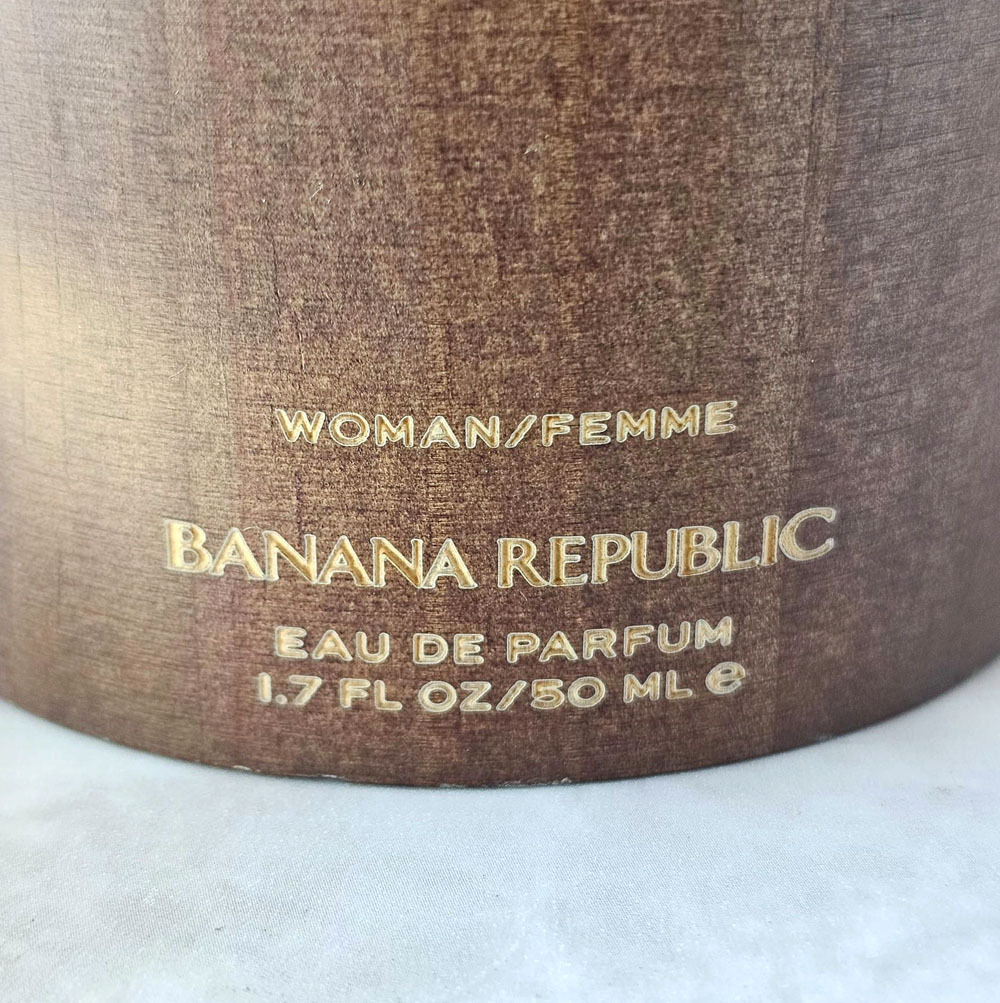 WOMAN/FEMME
BANANA REPUBLIC
EAU DE PARFUM
1.7 FL OZ/50 ML ℮